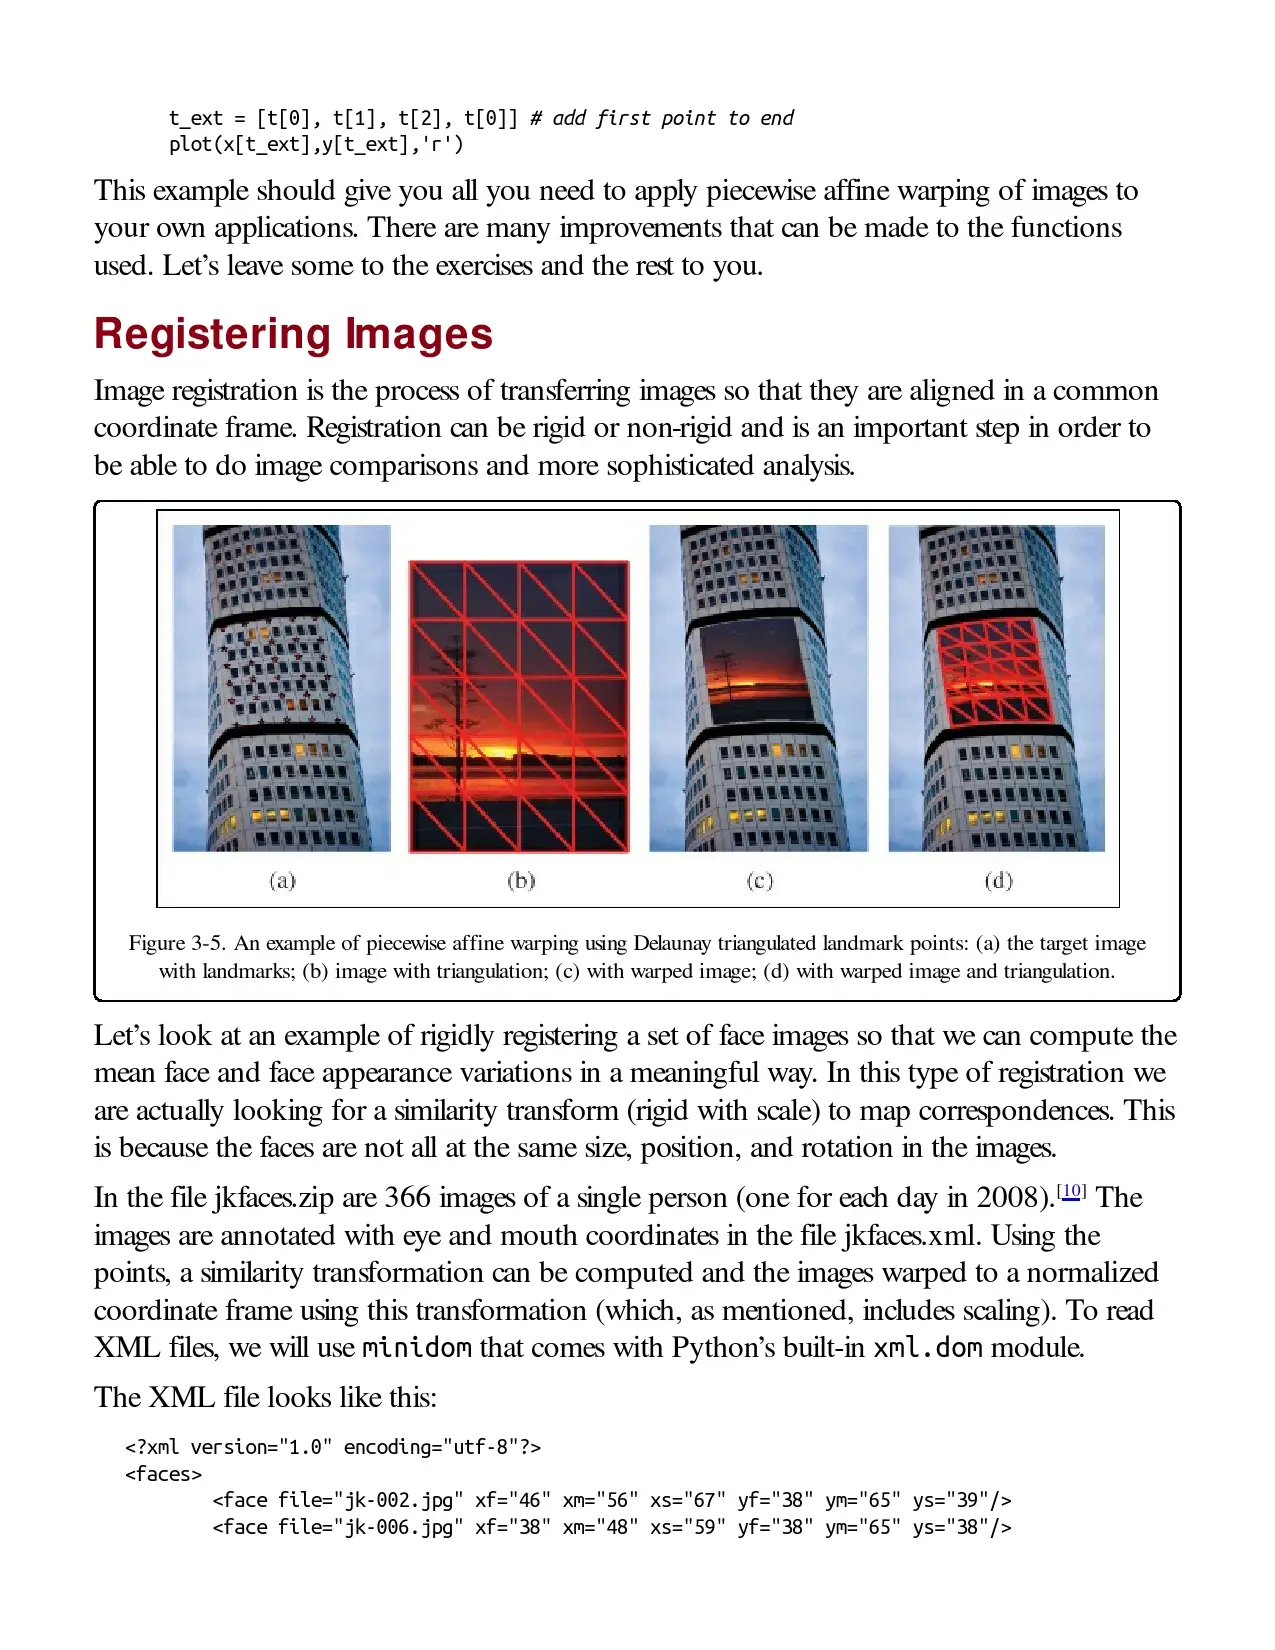 t_ext = [t[0], t[1], t[2], t[0]] # add first point to end
plot(x[t_ext],y[t_ext],'r')
This example should give you all you need to apply piecewise affine warping of images to
your own applications. There are many improvements that can be made to the functions
used. Let’s leave some to the exercises and the rest to you.
Registering Images
Image registration is the process of transferring images so that they are aligned in a common
coordinate frame. Registration can be rigid or non-rigid and is an important step in order to
be able to do image comparisons and more sophisticated analysis.
(a) (b) (c) (d)
Figure 3-5. An example of piecewise affine warping using Delaunay triangulated landmark points: (a) the target image
with landmarks; (b) image with triangulation; (c) with warped image; (d) with warped image and triangulation.
Let’s look at an example of rigidly registering a set of face images so that we can compute the
mean face and face appearance variations in a meaningful way. In this type of registration we
are actually looking for a similarity transform (rigid with scale) to map correspondences. This
is because the faces are not all at the same size, position, and rotation in the images.
In the file jkfaces.zip are 366 images of a single person (one for each day in 2008).[10] The
images are annotated with eye and mouth coordinates in the file jkfaces.xml. Using the
points, a similarity transformation can be computed and the images warped to a normalized
coordinate frame using this transformation (which, as mentioned, includes scaling). To read
XML files, we will use minidom that comes with Python’s built-in xml.dom module.
The XML file looks like this:
<?xml version="1.0" encoding="utf-8"?>
<faces>
<face file="jk-002.jpg" xf="46" xm="56" xs="67" yf="38" ym="65" ys="39"/>
<face file="jk-006.jpg" xf="38" xm="48" xs="59" yf="38" ym="65" ys="38"/>